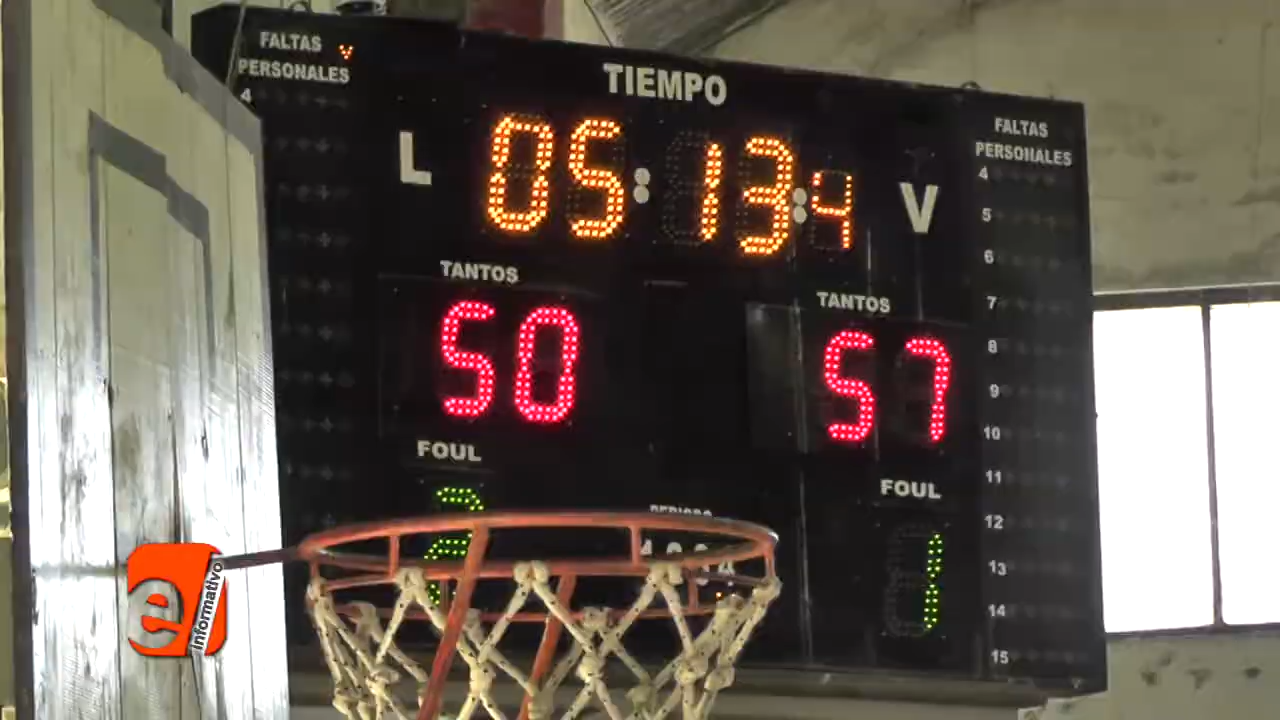 FALTAS V
PERSONALES
4
TIEMPO
L
05:13:4
V
FALTAS
PERSONALES
4
5
6
7
8
9
10
11
12
13
14
15
TANTOS
50
TANTOS
57
FOUL
FOUL
1
e informativo